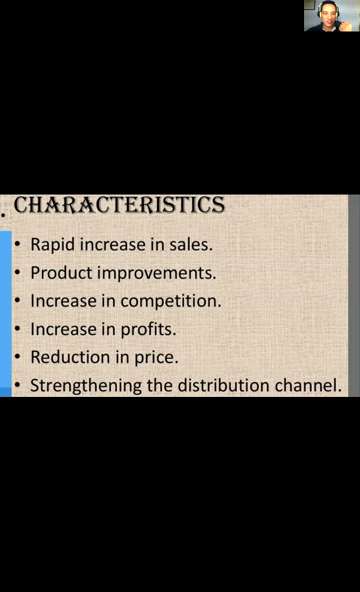 . CHARACTERISTICS
• Rapid increase in sales.
• Product improvements.
• Increase in competition.
• Increase in profits.
• Reduction in price.
• Strengthening the distribution channel.